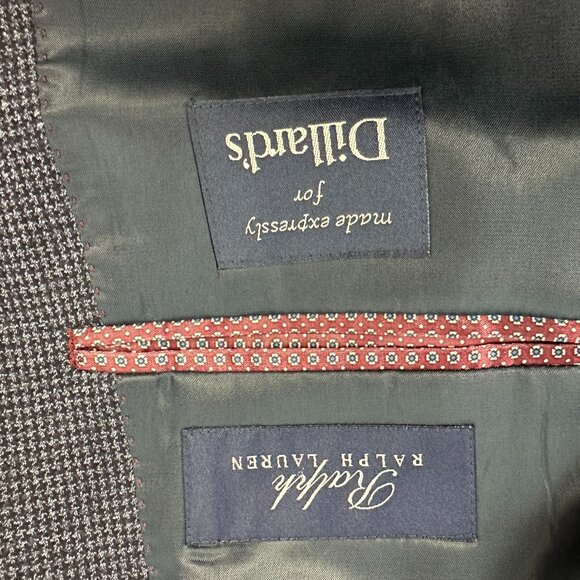 Ralph
RALPH LAUREN
made expressly
for
Dillard's